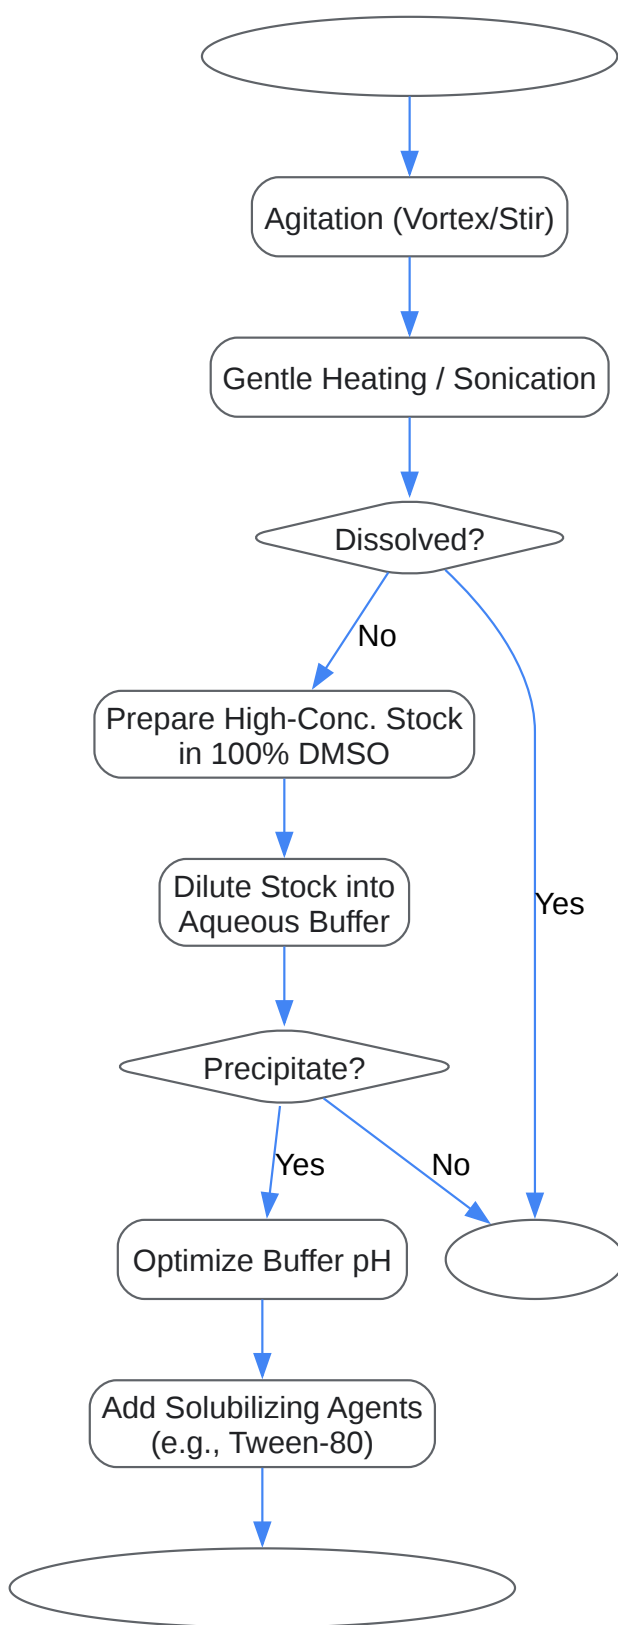 Agitation (Vortex/Stir)
Gentle Heating / Sonication
Dissolved?
No
Prepare High-Conc. Stock
in 100% DMSO
Dilute Stock into
Aqueous Buffer
Yes
Precipitate?
Yes
No
Optimize Buffer pH
Add Solubilizing Agents
(e.g., Tween-80)